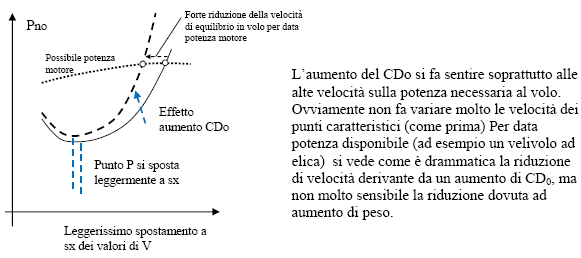 Pno
Forte riduzione della velocità
di equilibrio in volo per data
potenza motore
Possibile potenza
motore.
Effetto
aumento CDo
Punto P si sposta
leggermente a sx
Leggerissimo spostamento a
sx dei valori di V
L’aumento del CDo si fa sentire soprattutto alle
alte velocità sulla potenza necessaria al volo.
Ovviamente non fa variare molto le velocità dei
punti caratteristici (come prima) Per data
potenza disponibile (ad esempio un velivolo ad
elica)  si vede come è drammatica la riduzione
di velocità derivante da un aumento di CD₀, ma
non molto sensibile la riduzione dovuta ad
aumento di peso.